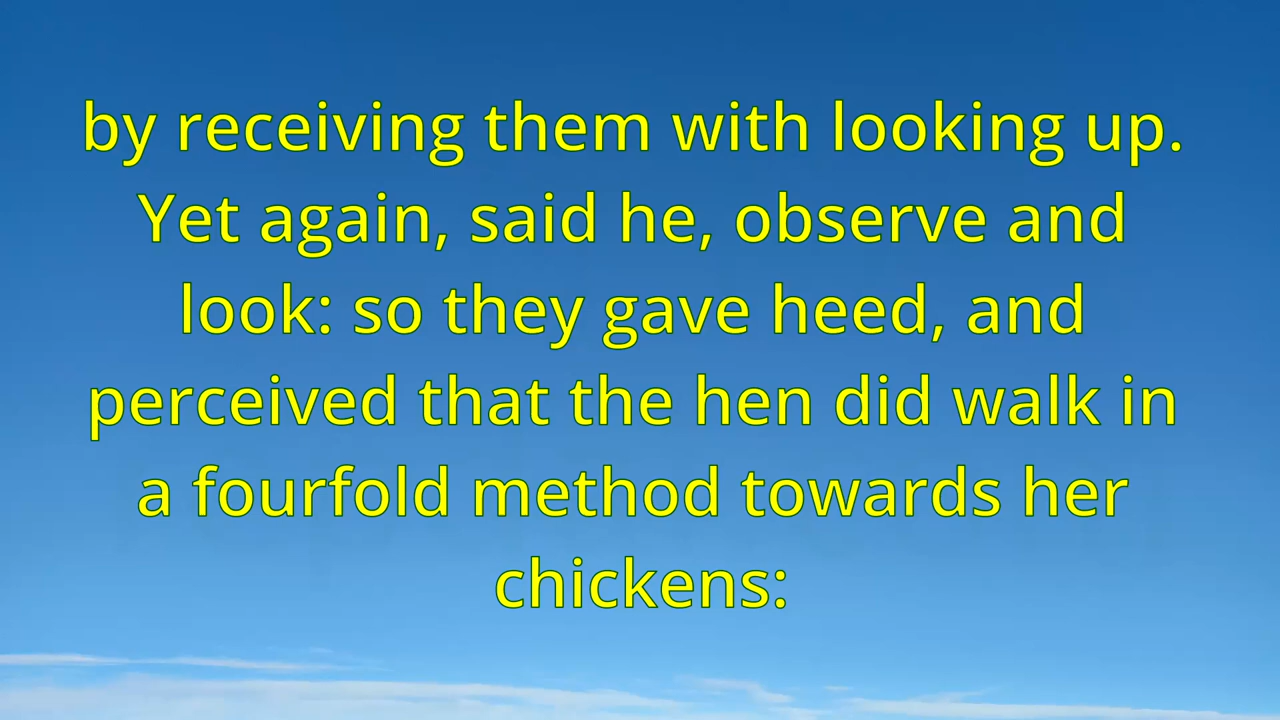 by receiving them with looking up.
Yet again, said he, observe and
look: so they gave heed, and
perceived that the hen did walk in
a fourfold method towards her
chickens: